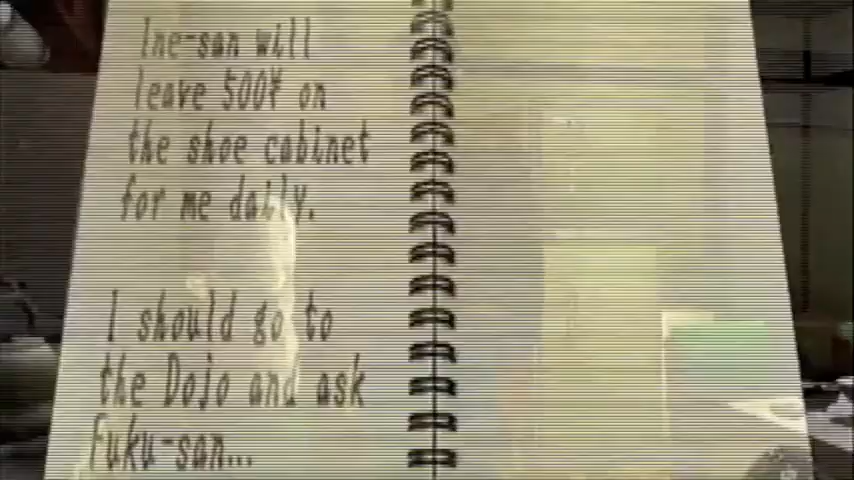 Ine-san will
leave 500¥ on
the shoe cabinet
for me daily.
I should go to
the Dojo and ask
Fuku-san...